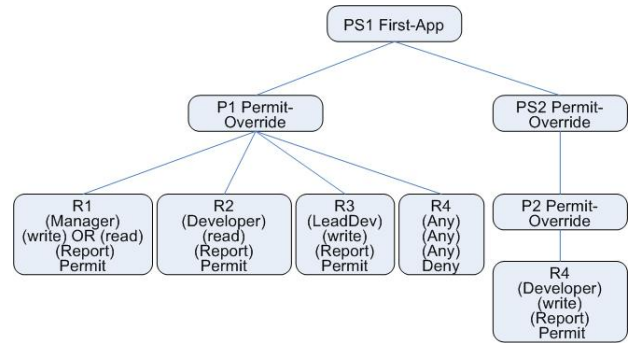 PS1 First-App
P1 Permit-
Override
PS2 Permit-
Override
R1
(Manager)
(write) OR (read)
(Report)
Permit
R2
(Developer)
(read)
(Report)
Permit
R3
(LeadDev)
(write)
(Report)
Permit
R4
(Any)
(Any)
(Any)
Deny
P2 Permit-
Override
R4
(Developer)
(write)
(Report)
Permit